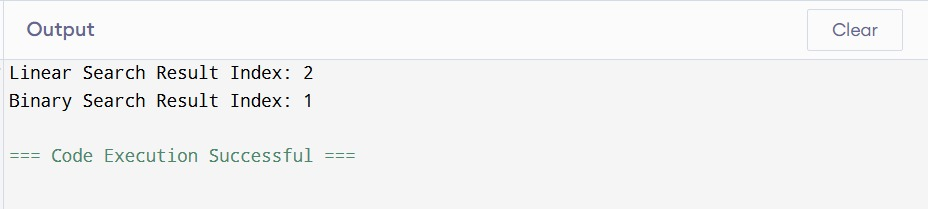 Output
Clear
Linear Search Result Index: 2
Binary Search Result Index: 1
=== Code Execution Successful ===